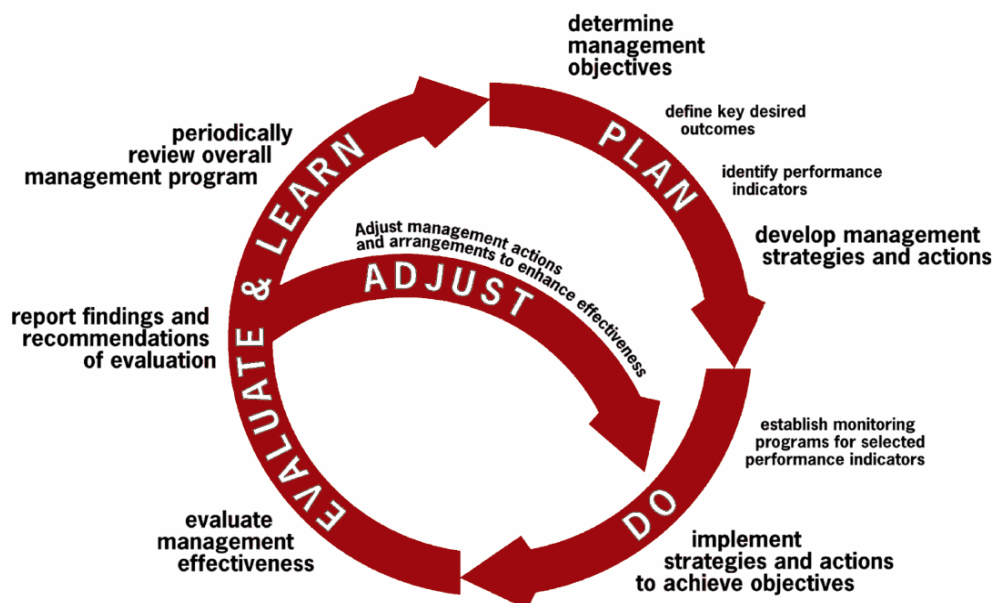 determine
management
objectives
define key desired
outcomes
PLAN
identify performance
indicators
develop management
strategies and actions
establish monitoring
programs for selected
performance indicators
DO
implement
strategies and actions
to achieve objectives
evaluate
management
effectiveness
EVALUATE & LEARN
report findings and
recommendations
of evaluation
periodically
review overall
management program
Adjust management actions
and arrangements to enhance effectiveness
ADJUST